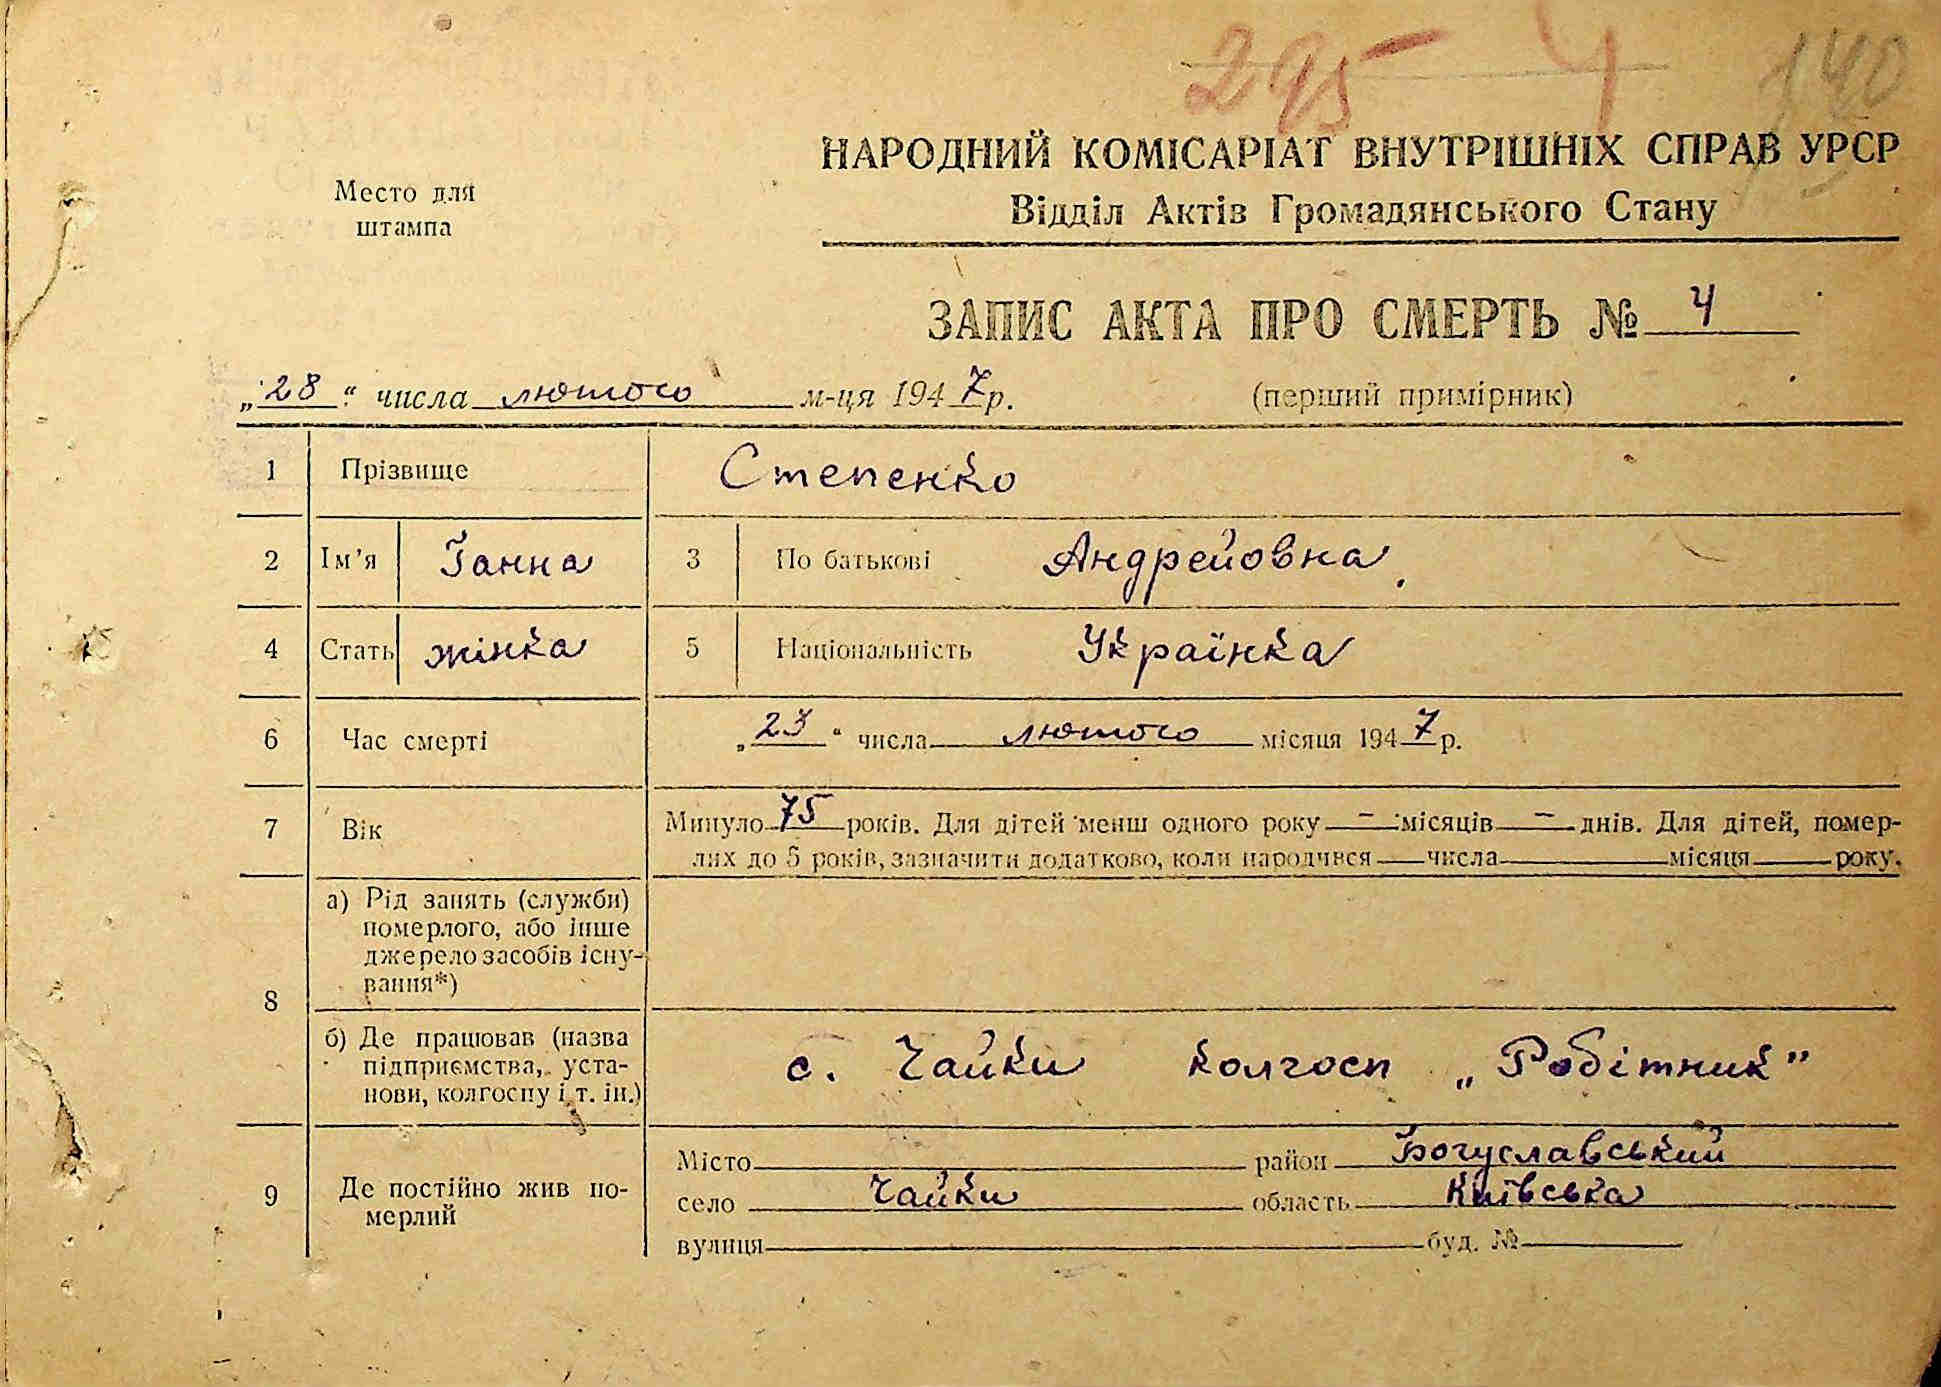 295 4 140
НАРОДНИЙ КОМІСАРІАТ ВНУТРІШНІХ СПРАВ УРСР
Место для штампа
Відділ Актів Громадянського Стану
ЗАПИС АКТА ПРО СМЕРТЬ № 4
„28“ числа лютого м-ця 1947 р. (перший примірник)
1 Прізвище Степенко
2 Ім'я Ганна 3 По батькові Андрейовна
4 Стать жінка 5 Національність Українка
6 Час смерті „23“ числа лютого місяця 1947 р.
7 Вік Минуло 75 років. Для дітей менш одного року — місяців — днів. Для дітей, помер-
лих до 5 років, зазначити додатково, коли народився числа місяця року.
8 а) Рід занять (служби)
померлого, або інше
джерело засобів існу-
вання*)
б) Де працював (назва
підприємства, уста-
нови, колгоспу і т. ін.)
с. Чайки колгосп „Робітник"
9 Де постійно жив по-
мерлий
Місто район Богуславський
село Чайки область Київська
вулиця буд. №